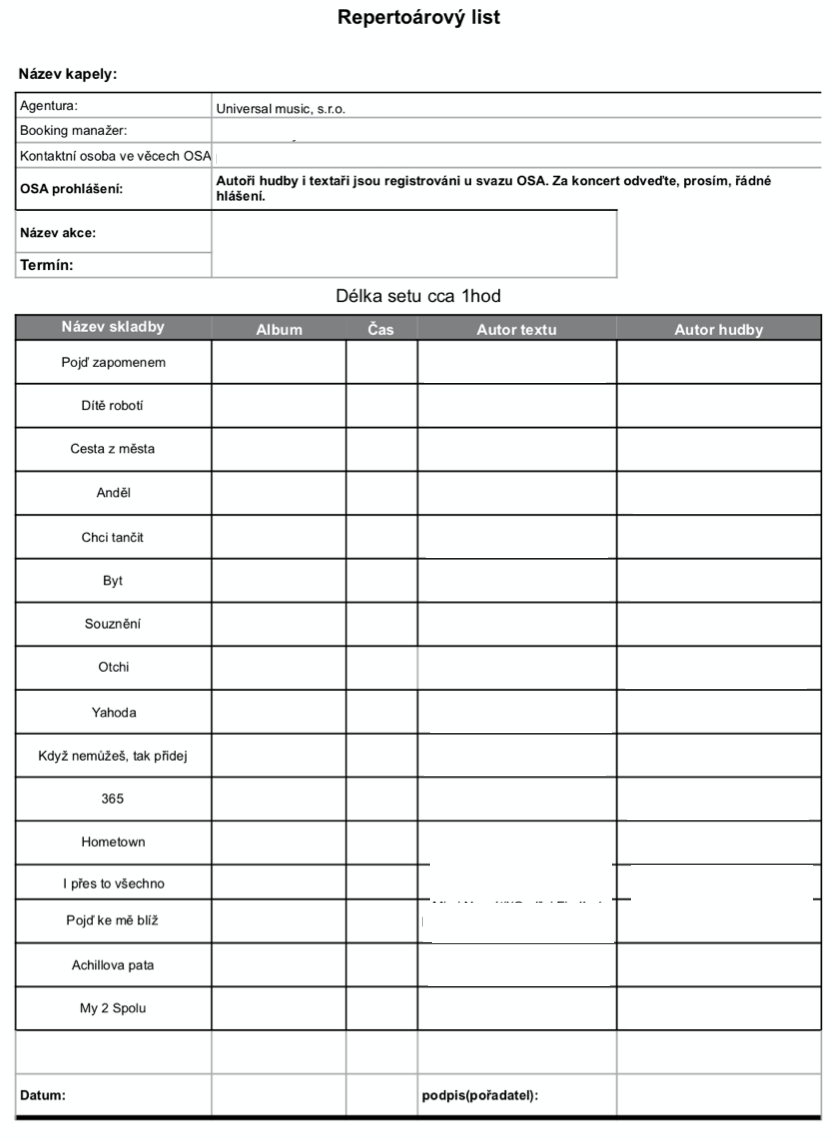 Repertoárový list
Název kapely:
Agentura:
Universal music, s.r.o.
Booking manažer:
Kontaktní osoba ve věcech OSA
OSA prohlášení:
Autoři hudby i textaři jsou registrováni u svazu OSA. Za koncert odveďte, prosím, řádné
hlášení.
Název akce:
Termín:
Délka setu cca 1hod
Název skladby Album Čas Autor textu Autor hudby
Pojď zapomenem
Dítě robotí
Cesta z města
Anděl
Chci tančit
Byt
Souznění
Otchi
Yahoda
Když nemůžeš, tak přidej
365
Hometown
I přes to všechno
Pojď ke mě blíž
Achillova pata
My 2 Spolu
Datum:
podpis(pořadatel):